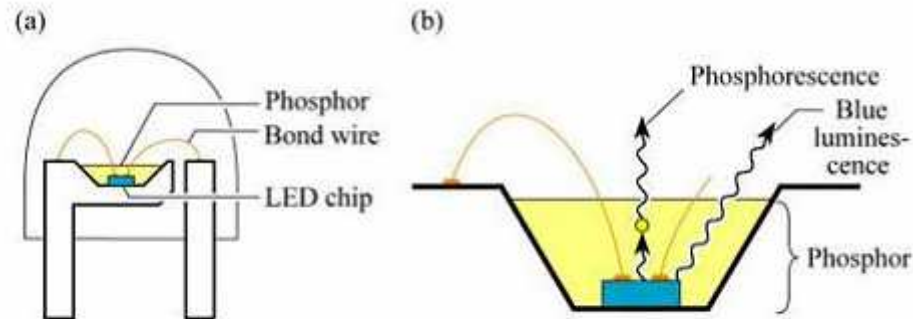 (a)
Phosphor
Bond wire
LED chip
(b)
Phosphorescence
Blue
lumines-
cence
Phosphor